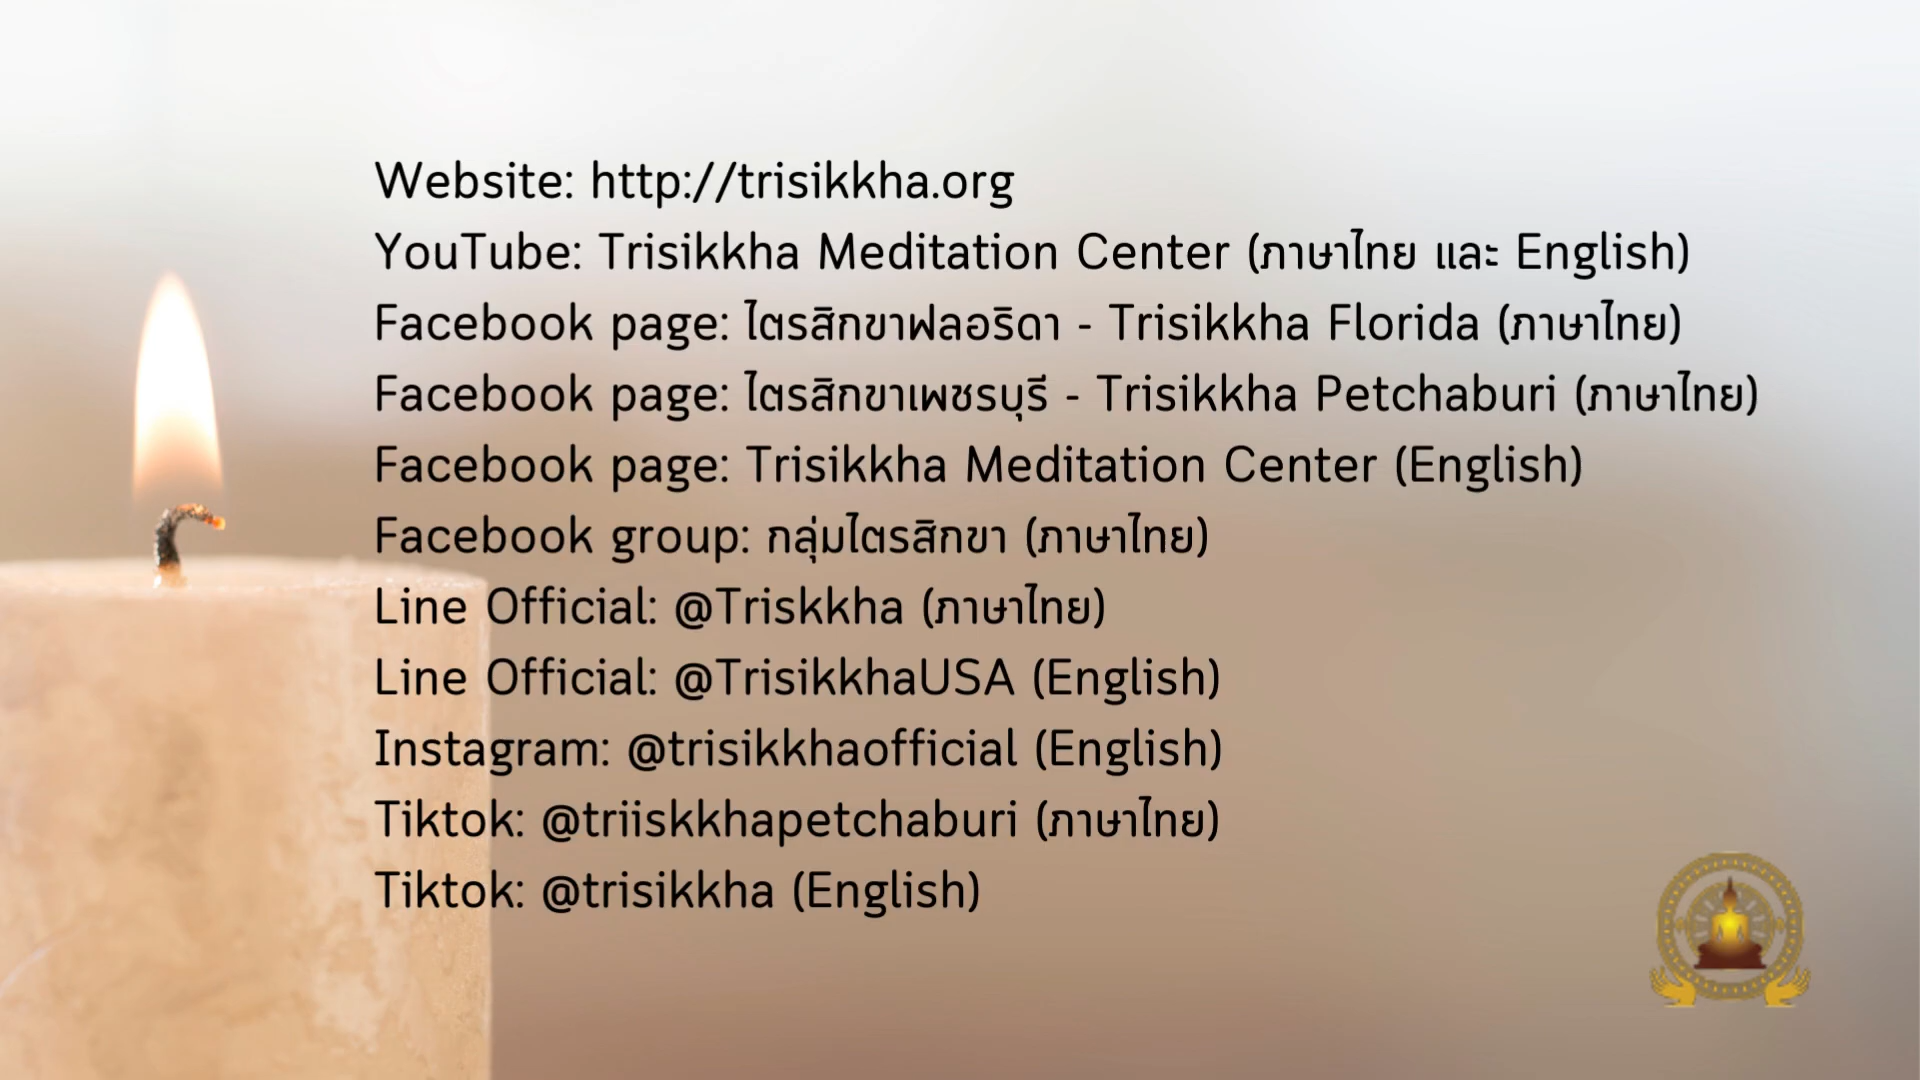 Website: http://trisikkha.org
YouTube: Trisikkha Meditation Center (ภาษาไทย และ English)
Facebook page: ไตรสิกขาฟลอริดา - Trisikkha Florida (ภาษาไทย)
Facebook page: ไตรสิกขาเพชรบุรี - Trisikkha Petchaburi (ภาษาไทย)
Facebook page: Trisikkha Meditation Center (English)
Facebook group: กลุ่มไตรสิกขา (ภาษาไทย)
Line Official: @Triskkha (ภาษาไทย)
Line Official: @TrisikkhaUSA (English)
Instagram: @trisikkhaofficial (English)
Tiktok: @triiskkhapetchaburi (ภาษาไทย)
Tiktok: @trisikkha (English)